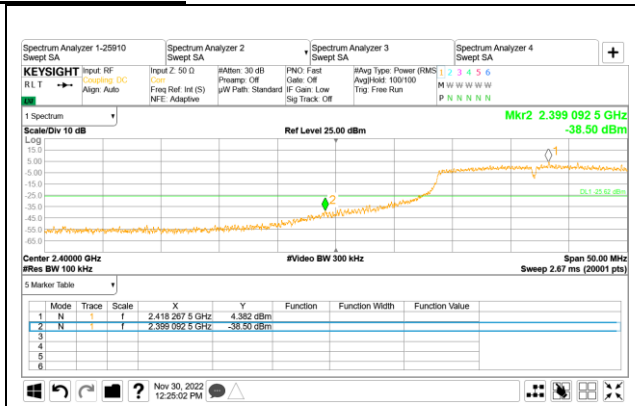 Spectrum Analyzer 1-25910
Swept SA
Spectrum Analyzer 2
Swept SA
Spectrum Analyzer 3
Swept SA
Spectrum Analyzer 4
Swept SA
+
KEYSIGHT
RLT
Input: RF
Coupling: DC
Align: Auto
Input Z: 50 Ω
Corr
Freq Ref: Int (S)
NFE: Adaptive
#Atten: 30 dB
Preamp: Off
µW Path: Standard
PNO: Fast
Gate: Off
IF Gain: Low
Sig Track: Off
#Avg Type: Power (RMS)
Avg|Hold: 100/100
Trig: Free Run
1 2 3 4 5 6
M W W W W W
P N N N N N
1 Spectrum
Scale/Div 10 dB
Ref Level 25.00 dBm
Mkr2 2.399 092 5 GHz
-38.50 dBm
Log
15.0
5.00
-5.00
-15.0
-25.0
-35.0
-45.0
-55.0
-65.0
1
2
DL1 -25.62 dBm
Center 2.40000 GHz
#Res BW 100 kHz
#Video BW 300 kHz
Span 50.00 MHz
Sweep 2.67 ms (20001 pts)
5 Marker Table
Mode Trace Scale X Y Function Function Width Function Value
1 N 1 f 2.418 267 5 GHz 4.382 dBm
2 N 1 f 2.399 092 5 GHz -38.50 dBm
3
4
5
6
?
Nov 30, 2022
12:25:02 PM